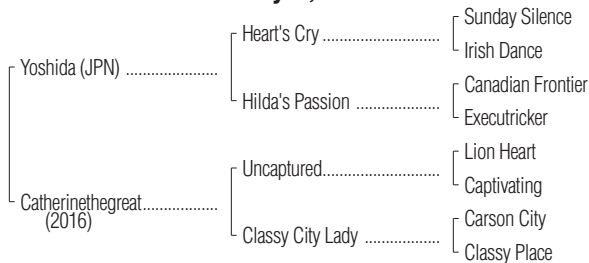 Sunday Silence
Heart's Cry
Irish Dance
Yoshida (JPN)
Canadian Frontier
Hilda's Passion
Executricker
Lion Heart
Uncaptured
Captivating
Catherinethegreat
(2016)
Carson City
Classy City Lady
Classy Place